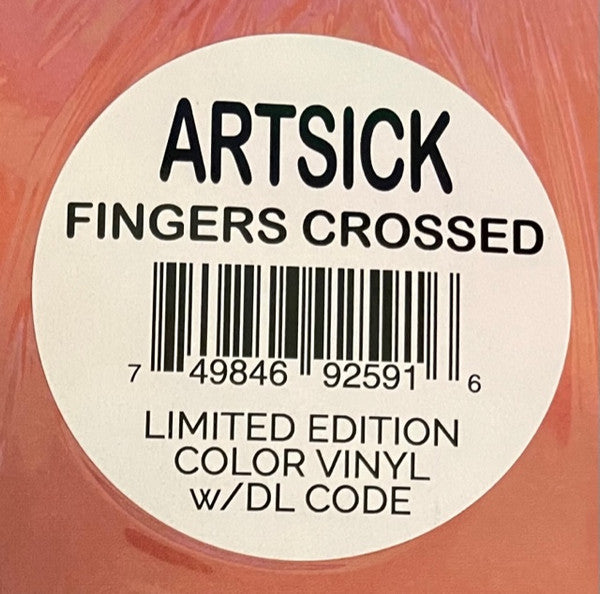 ARTSICK
FINGERS CROSSED
7 49846 92591 6
LIMITED EDITION
COLOR VINYL
w/DL CODE